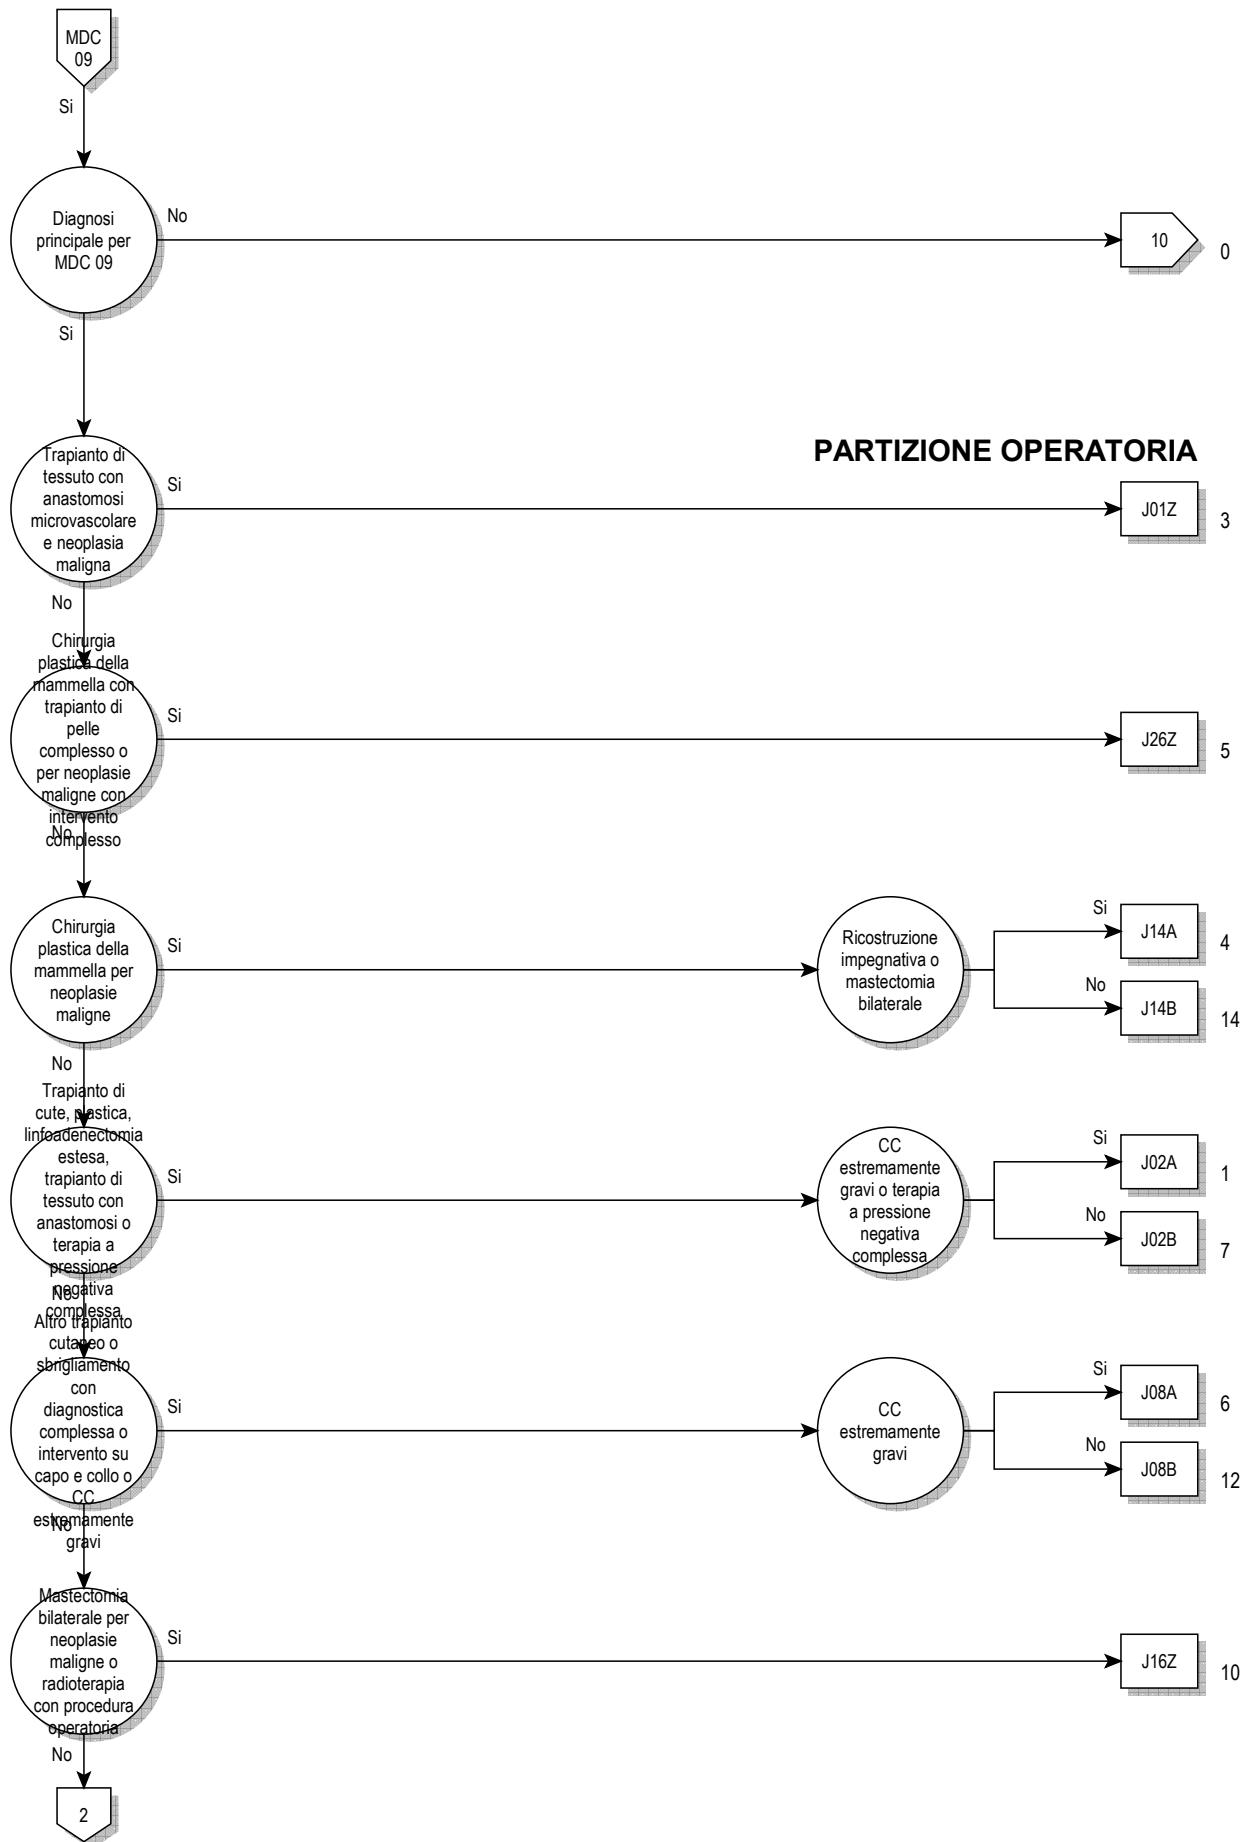 MDC
09
Si
Diagnosi
principale per
MDC 09
No
10
0
Si
PARTIZIONE OPERATORIA
Trapianto di
tessuto con
anastomosi
microvascolare
e neoplasia
maligna
Si
J01Z
3
No
Chirurgia
plastica della
mammella con
trapianto di
pelle
complesso o
per neoplasie
maligne con
intervento
complesso
Si
J26Z
5
No
Chirurgia
plastica della
mammella per
neoplasie
maligne
Si
Ricostruzione
impegnativa o
mastectomia
bilaterale
Si
J14A
4
No
J14B
14
No
Trapianto di
cute, plastica,
linfoadenectomia
estesa,
trapianto di
tessuto con
anastomosi o
terapia a
pressione
negativa
complessa
Si
CC
estremamente
gravi o terapia
a pressione
negativa
complessa
Si
J02A
1
No
J02B
7
No
Altro trapianto
cutaneo o
sbrigliamento
con
diagnostica
complessa o
intervento su
capo e collo o
CC
estremamente
gravi
Si
CC
estremamente
gravi
Si
J08A
6
No
J08B
12
No
Mastectomia
bilaterale per
neoplasie
maligne o
radioterapia
con procedura
operatoria
Si
J16Z
10
No
2